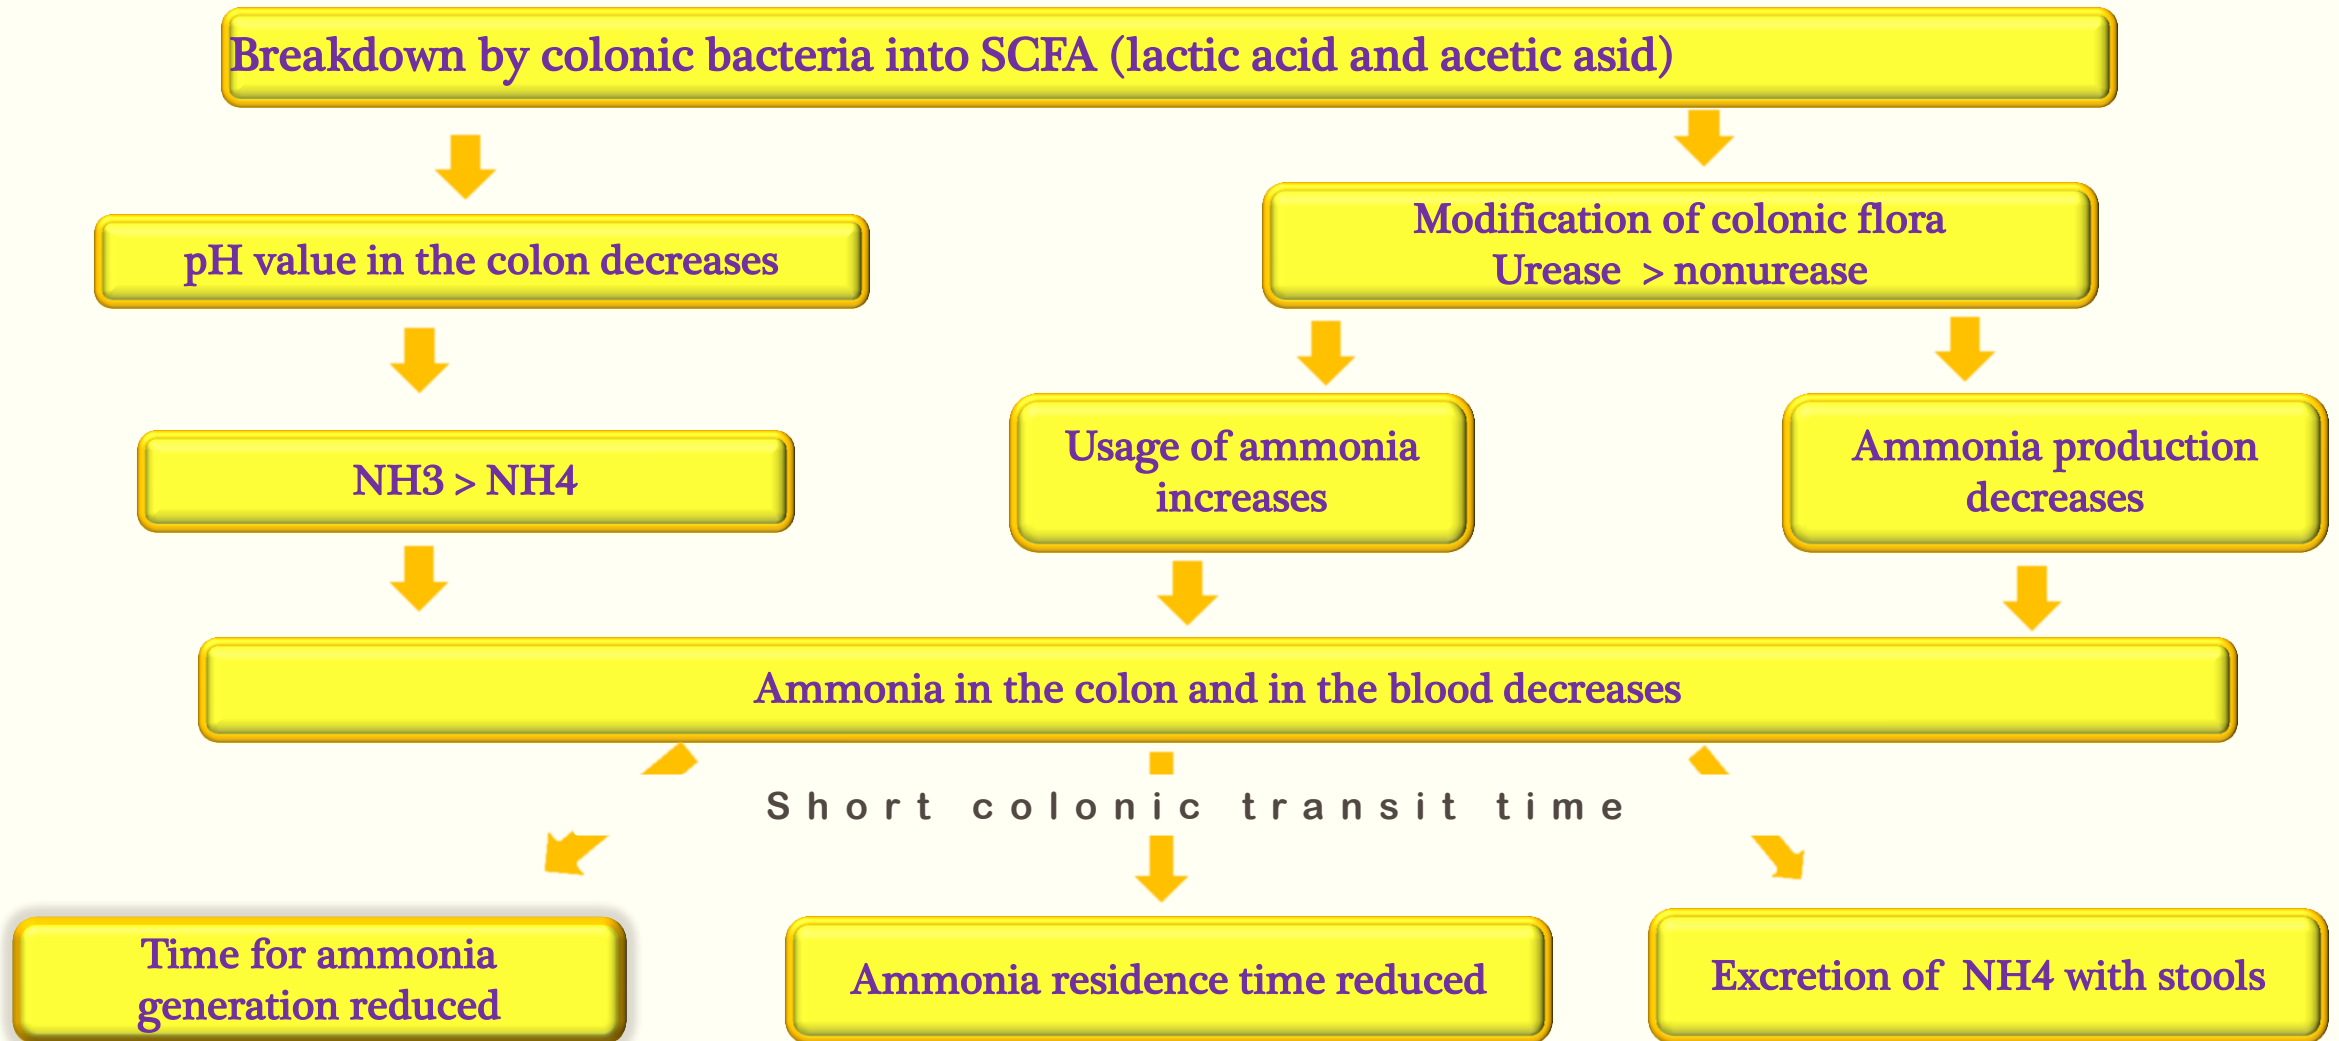 Breakdown by colonic bacteria into SCFA (lactic acid and acetic asid)
pH value in the colon decreases
Modification of colonic flora
Urease > nonurease
NH3 > NH4
Usage of ammonia
increases
Ammonia production
decreases
Ammonia in the colon and in the blood decreases
Short colonic transit time
Time for ammonia
generation reduced
Ammonia residence time reduced
Excretion of NH4 with stools